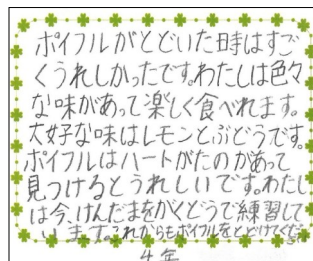 ポイフルがとどいた時はすご
くうれしかったです。わたしは色々
な味があって楽しく食べれます。
大好な味はレモンとぶどうです。
ポイフルはハートがたのがあって
見つけるとうれしいです。わたし
は今、けんだまをがくどうで練習して
います。これからもポイフルをとどけてくだ
4年